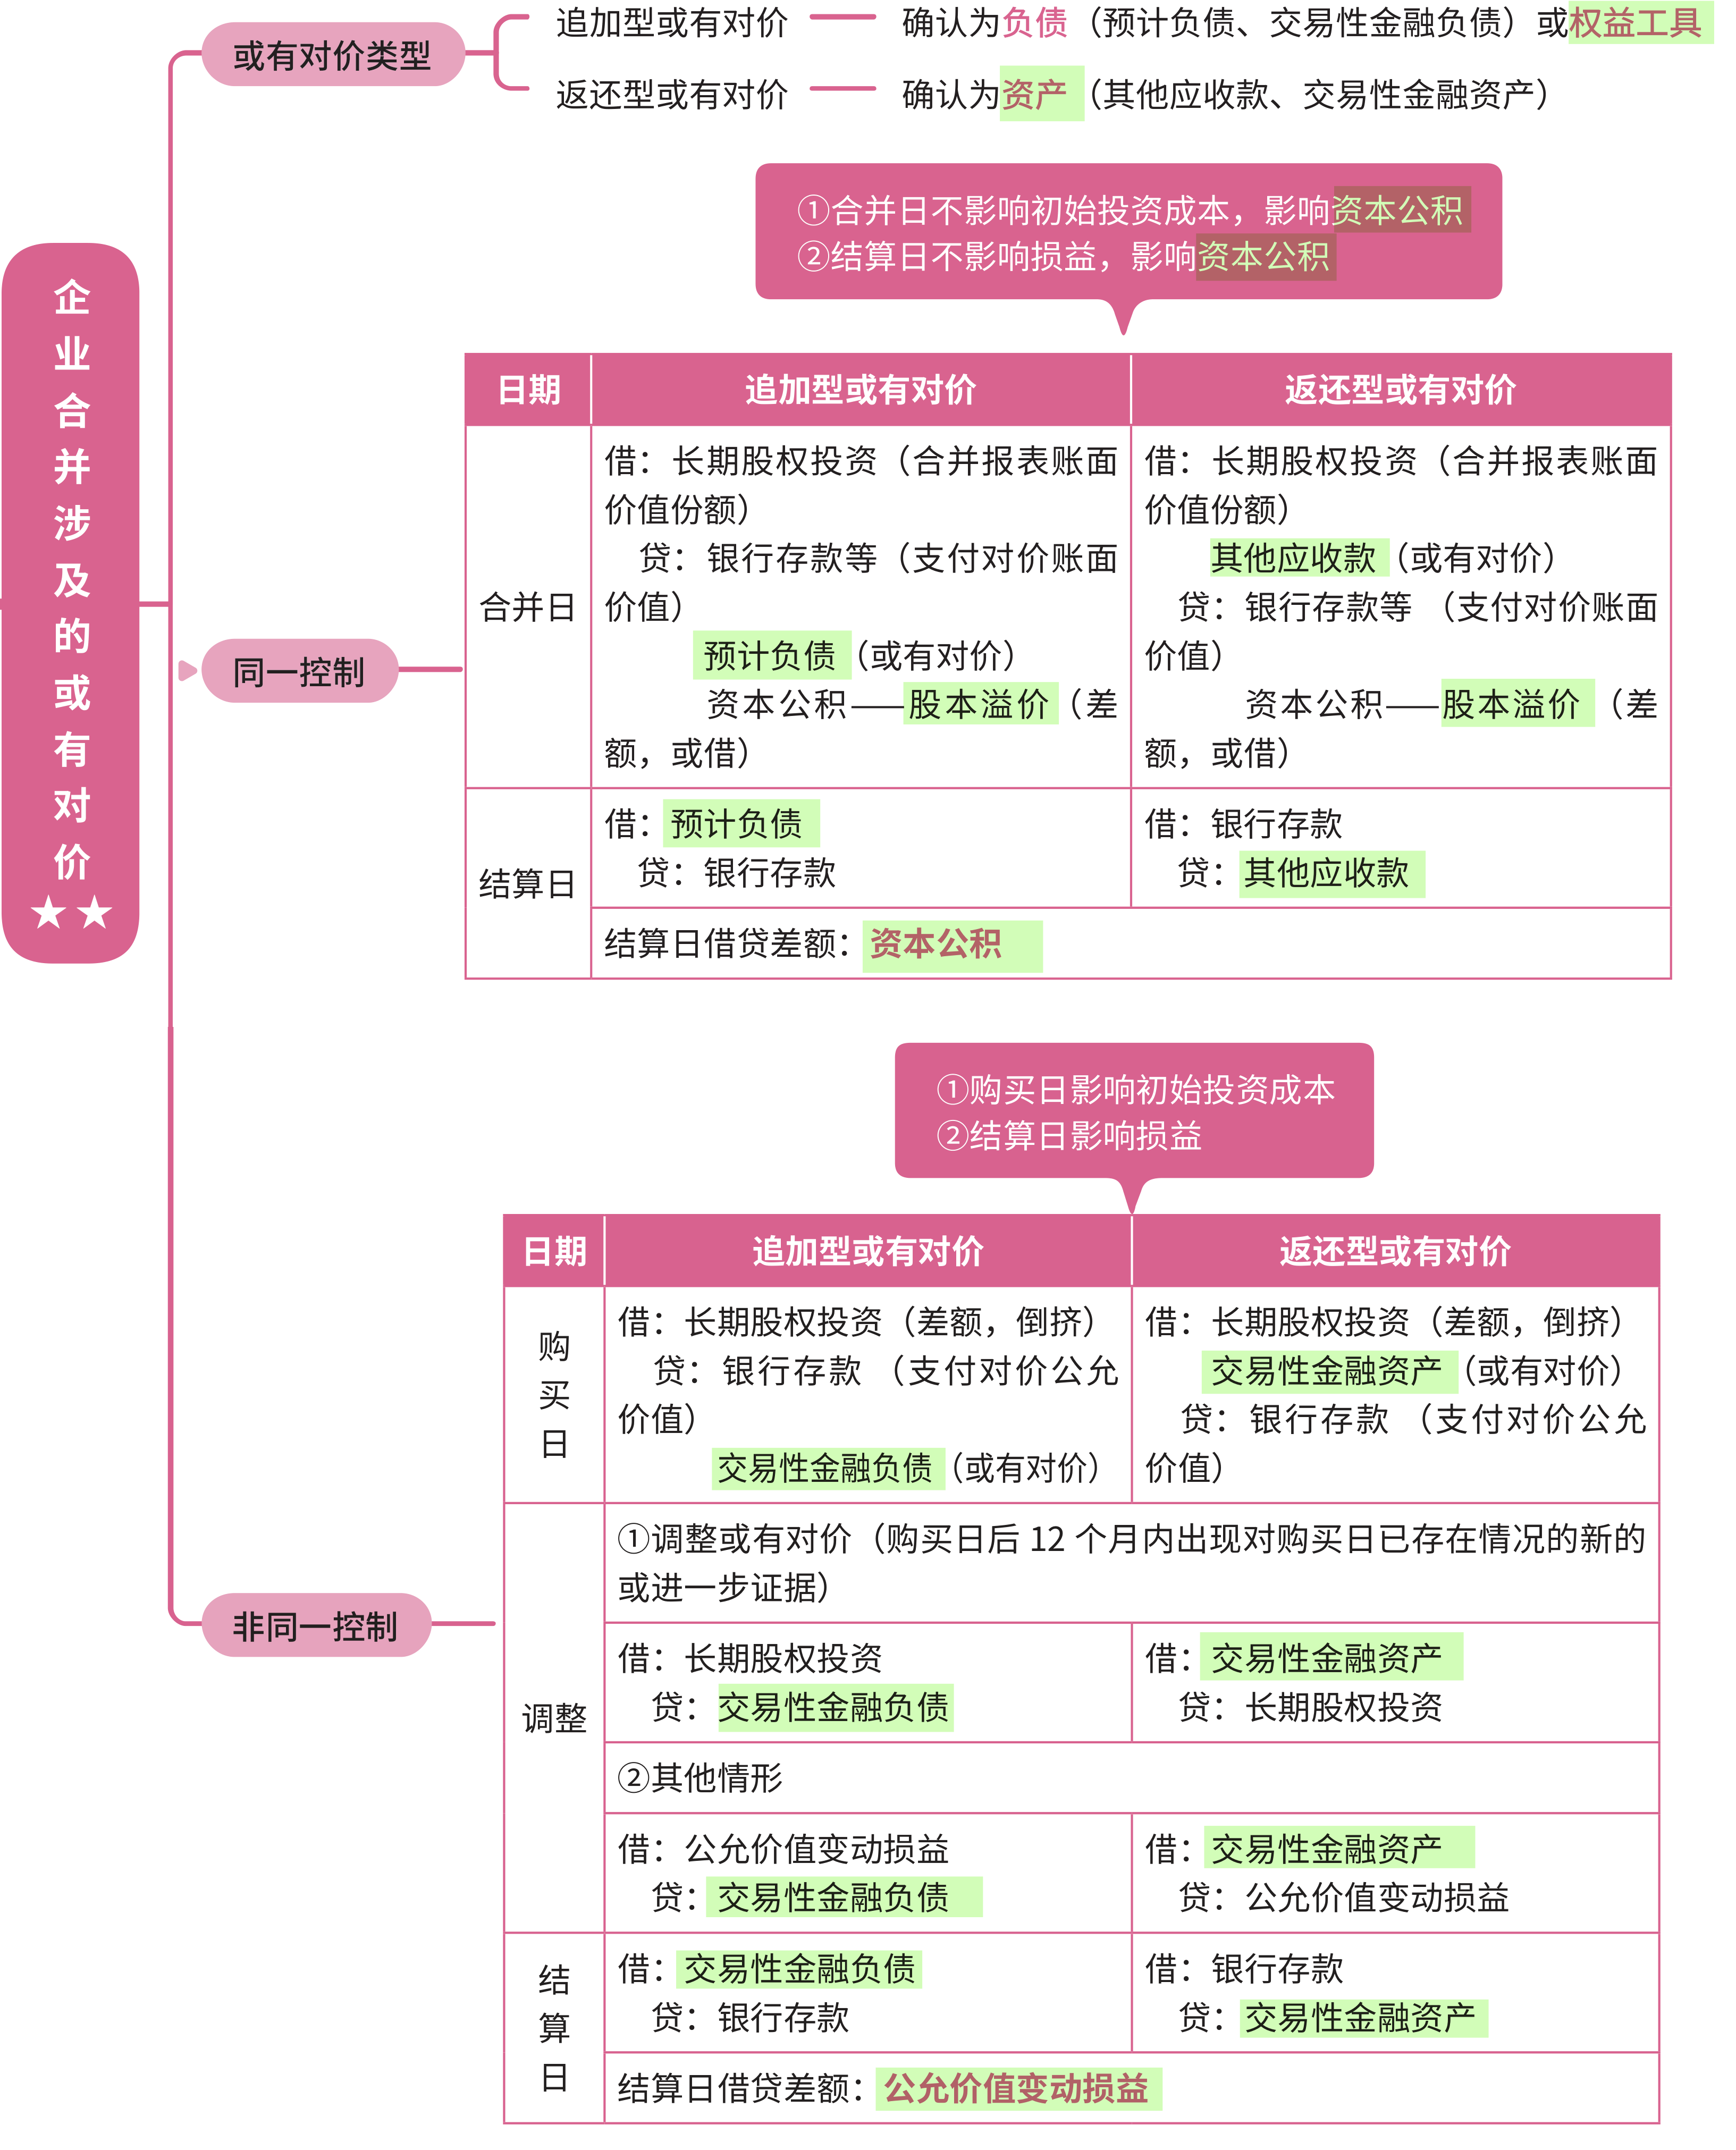 企业合并涉及的或有对价
★★
或有对价类型
追加型或有对价
确认为负债（预计负债、交易性金融负债）或权益工具
返还型或有对价
确认为资产（其他应收款、交易性金融资产）
同一控制
①合并日不影响初始投资成本，影响资本公积
②结算日不影响损益，影响资本公积
日期
追加型或有对价
返还型或有对价
合并日
借：长期股权投资（合并报表账面
价值份额）
贷：银行存款等（支付对价账面
价值）
预计负债（或有对价）
资本公积——股本溢价（差
额，或借）
借：长期股权投资（合并报表账面
价值份额）
其他应收款（或有对价）
贷：银行存款等（支付对价账面
价值）
资本公积——股本溢价（差
额，或借）
结算日
借：预计负债
贷：银行存款
借：银行存款
贷：其他应收款
结算日借贷差额：资本公积
非同一控制
①购买日影响初始投资成本
②结算日影响损益
日期
追加型或有对价
返还型或有对价
购
买
日
借：长期股权投资（差额，倒挤）
贷：银行存款（支付对价公允
价值）
交易性金融负债（或有对价）
借：长期股权投资（差额，倒挤）
交易性金融资产（或有对价）
贷：银行存款（支付对价公允
价值）
调整
①调整或有对价（购买日后 12 个月内出现对购买日已存在情况的新的
或进一步证据）
借：长期股权投资
贷：交易性金融负债
借：交易性金融资产
贷：长期股权投资
②其他情形
借：公允价值变动损益
贷：交易性金融负债
借：交易性金融资产
贷：公允价值变动损益
结
算
日
借：交易性金融负债
贷：银行存款
借：银行存款
贷：交易性金融资产
结算日借贷差额：公允价值变动损益